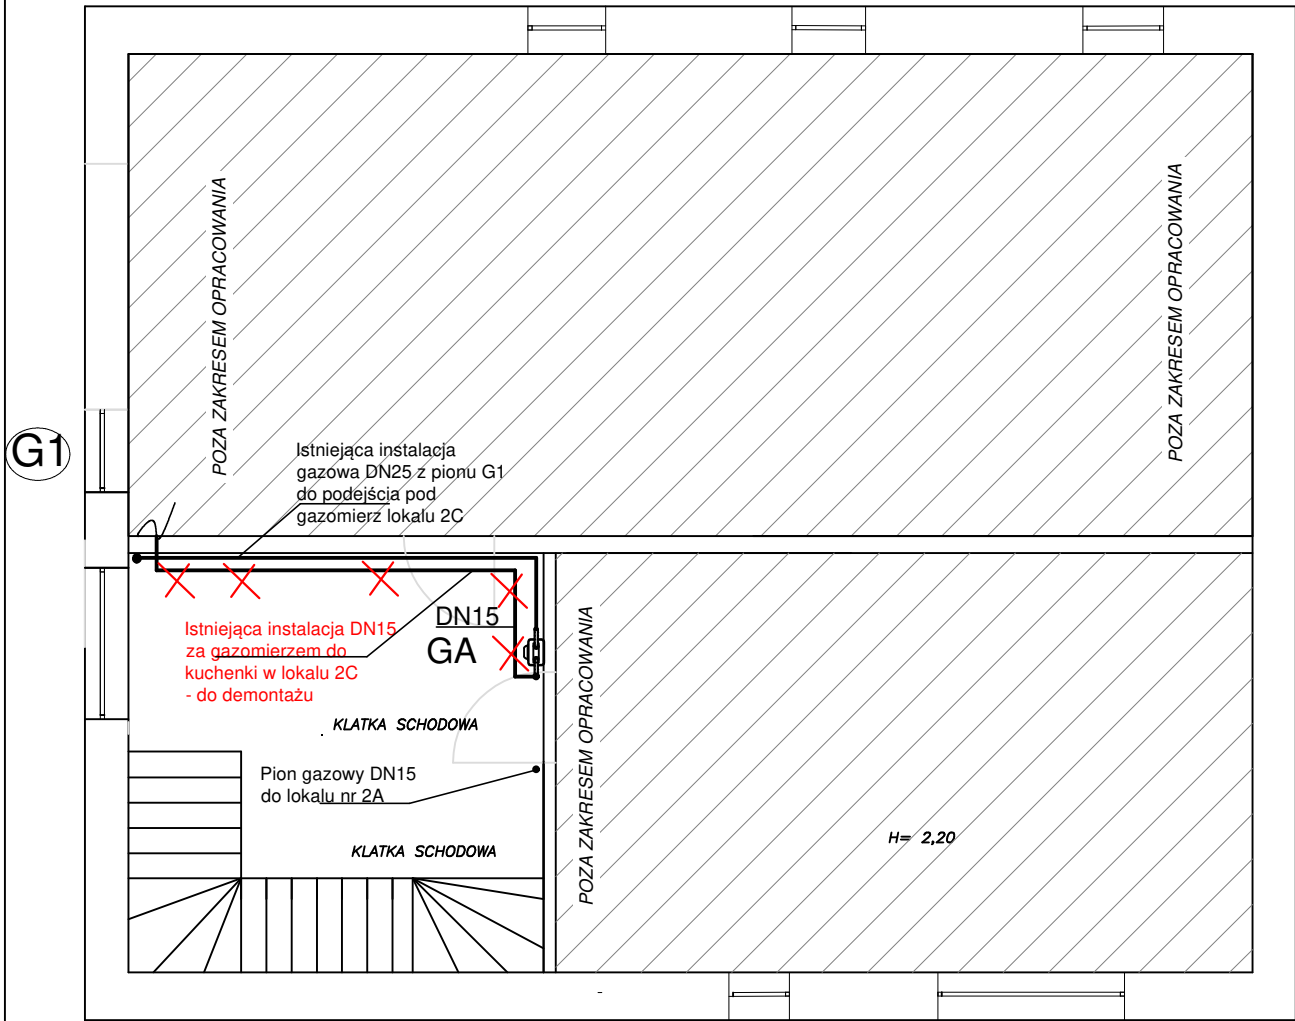 POZA ZAKRESEM OPRACOWANIA
POZA ZAKRESEM OPRACOWANIA
G1
Istniejąca instalacja
gazowa DN25 z pionu G1
do podejścia pod
gazomierz lokalu 2C
DN15
GA
Istniejąca instalacja DN15
za gazomierzem do
kuchenki w lokalu 2C
- do demontażu
KLATKA SCHODOWA
Pion gazowy DN15
do lokalu nr 2A
KLATKA SCHODOWA
POZA ZAKRESEM OPRACOWANIA
H= 2,20